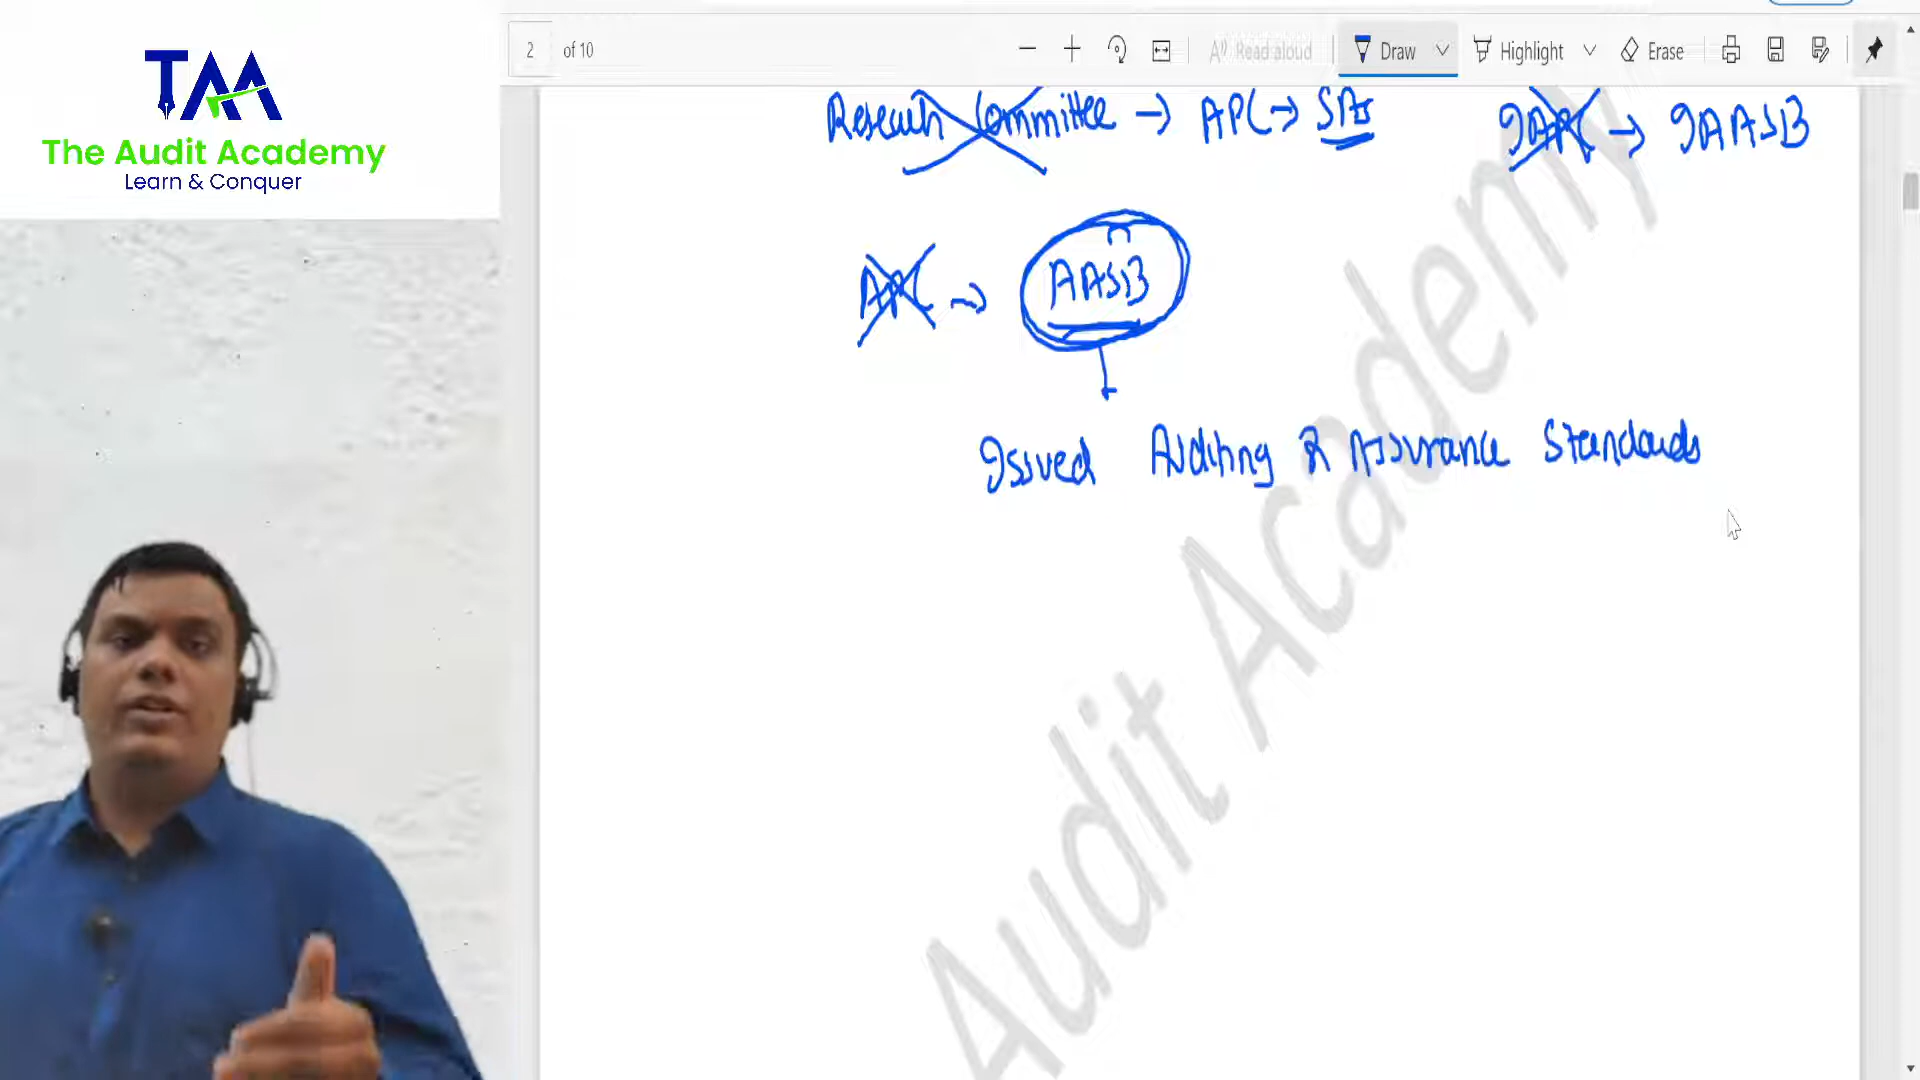 TAA
The Audit Academy
Learn & Conquer
2 of 10
Read aloud
Draw
Highlight
Erase
Research Committee → APC → SAs
IAPC → IAASB
APC → AASB
Issued Auditing & Assurance Standards
Audit Academy